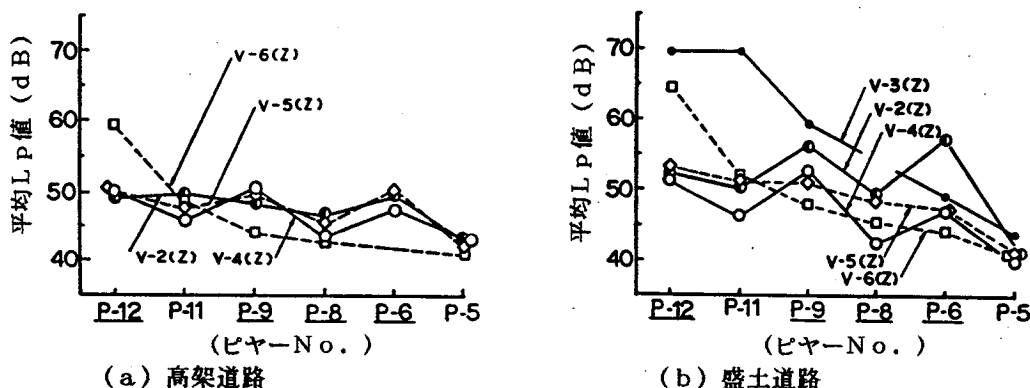 平均Lp値(dB)
70
60
50
40
V-6(Z)
V-5(Z)
V-2(Z)
V-4(Z)
P-12 P-11 P-9 P-8 P-6 P-5
(ピヤーNo.)
(a) 高架道路
平均Lp値(dB)
70
60
50
40
V-3(Z)
V-2(Z)
V-4(Z)
V-5(Z)
V-6(Z)
P-12 P-11 P-9 P-8 P-6 P-5
(ピヤーNo.)
(b) 盛土道路